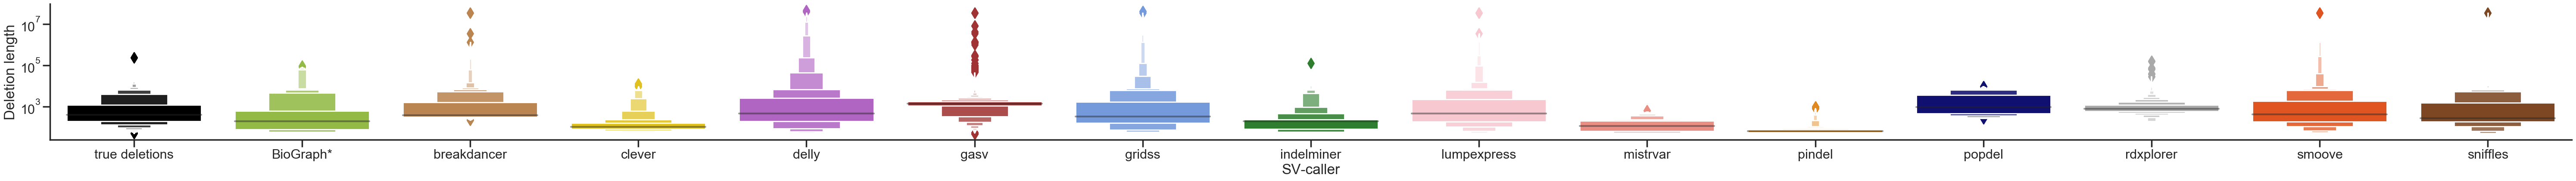 Deletion length
10^7
10^5
10^3
true deletions BioGraph* breakdancer clever delly gasv gridss indelminer lumpexpress mistrvar pindel popdel rdxplorer smoove sniffles
SV-caller